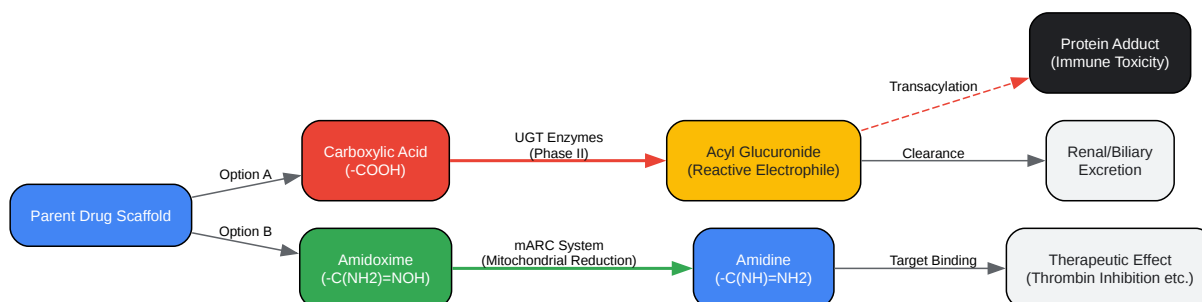 Parent Drug Scaffold
Option A
Option B
Carboxylic Acid
(-COOH)
UGT Enzymes
(Phase II)
Acyl Glucuronide
(Reactive Electrophile)
Transacylation
Protein Adduct
(Immune Toxicity)
Clearance
Renal/Biliary
Excretion
Amidoxime
(-C(NH2)=NOH)
mARC System
(Mitochondrial Reduction)
Amidine
(-C(NH)=NH2)
Target Binding
Therapeutic Effect
(Thrombin Inhibition etc.)